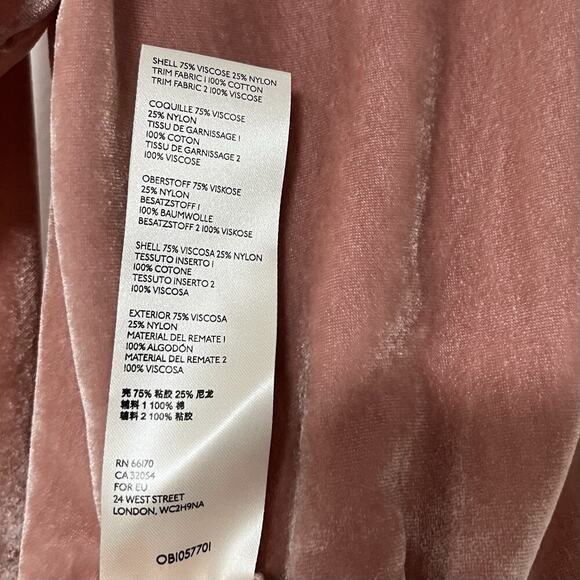 SHELL 75% VISCOSE 25% NYLON
TRIM FABRIC 1 100% COTTON
TRIM FABRIC 2 100% VISCOSE
COQUILLE 75% VISCOSE
25% NYLON
TISSU DE GARNISSAGE 1
100% COTON
TISSU DE GARNISSAGE 2
100% VISCOSE
OBERSTOFF 75% VISKOSE
25% NYLON
BESATZSTOFF 1
100% BAUMWOLLE
BESATZSTOFF 2 100% VISKOSE
SHELL 75% VISCOSA 25% NYLON
TESSUTO INSERTO 1
100% COTONE
TESSUTO INSERTO 2
100% VISCOSA
EXTERIOR 75% VISCOSA
25% NYLON
MATERIAL DEL REMATE 1
100% ALGODÓN
MATERIAL DEL REMATE 2
100% VISCOSA
壳 75% 粘胶 25% 尼龙
辅料 1 100% 棉
辅料 2 100% 粘胶
RN 66170
CA 32054
FOR EU
24 WEST STREET
LONDON, WC2H9NA
OB1057701